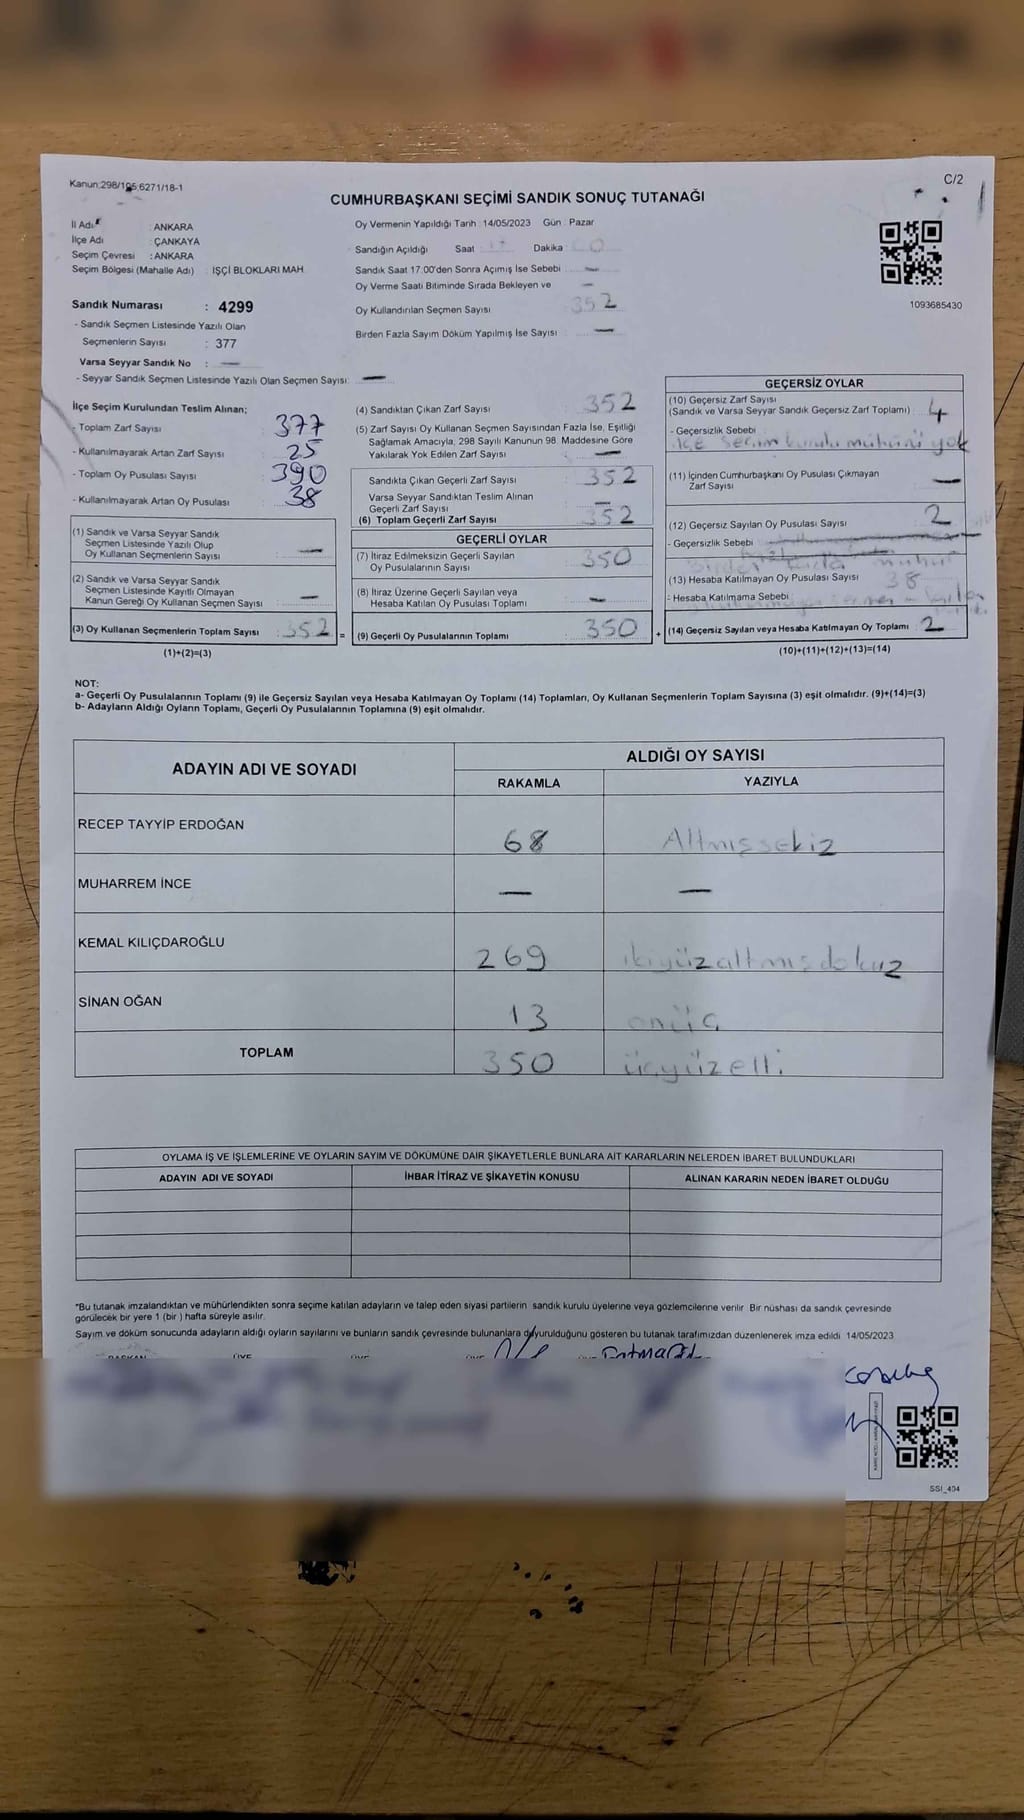 Kanun:298/105;6271/18-1
C/2
CUMHURBAŞKANI SEÇİMİ SANDIK SONUÇ TUTANAĞI
İl Adı : ANKARA
İlçe Adı : ÇANKAYA
Seçim Çevresi : ANKARA
Seçim Bölgesi (Mahalle Adı) : İŞÇİ BLOKLARI MAH.
Sandık Numarası : 4299
- Sandık Seçmen Listesinde Yazılı Olan
Seçmenlerin Sayısı : 377
Varsa Seyyar Sandık No : —
- Seyyar Sandık Seçmen Listesinde Yazılı Olan Seçmen Sayısı: —
Oy Vermenin Yapıldığı Tarih :14/05/2023 Gün : Pazar
Sandığın Açıldığı Saat 17 Dakika 00
Sandık Saat 17:00'den Sonra Açımış İse Sebebi —
Oy Verme Saati Bitiminde Sırada Bekleyen ve —
Oy Kullandırılan Seçmen Sayısı 352
Birden Fazla Sayım Döküm Yapılmış İse Sayısı —
1093685430
İlçe Seçim Kurulundan Teslim Alınan;
- Toplam Zarf Sayısı 377
- Kullanılmayarak Artan Zarf Sayısı 25
- Toplam Oy Pusulası Sayısı 390
- Kullanılmayarak Artan Oy Pusulası 38
(1) Sandık ve Varsa Seyyar Sandık
Seçmen Listesinde Yazılı Olup
Oy Kullanan Seçmenlerin Sayısı —
(2) Sandık ve Varsa Seyyar Sandık
Seçmen Listesinde Kayıtlı Olmayan
Kanun Gereği Oy Kullanan Seçmen Sayısı —
(3) Oy Kullanan Seçmenlerin Toplam Sayısı : 352 =
(1)+(2)=(3)
(4) Sandıktan Çıkan Zarf Sayısı 352
(5) Zarf Sayısı Oy Kullanan Seçmen Sayısından Fazla İse, Eşitliği
Sağlamak Amacıyla, 298 Sayılı Kanunun 98. Maddesine Göre
Yakılarak Yok Edilen Zarf Sayısı —
Sandıkta Çıkan Geçerli Zarf Sayısı 352
Varsa Seyyar Sandıktan Teslim Alınan
Geçerli Zarf Sayısı —
(6) Toplam Geçerli Zarf Sayısı 352
GEÇERLİ OYLAR
(7) İtiraz Edilmeksizin Geçerli Sayılan
Oy Pusulalarının Sayısı 350
(8) İtiraz Üzerine Geçerli Sayılan veya
Hesaba Katılan Oy Pusulası Toplamı —
(9) Geçerli Oy Pusulalarının Toplamı 350 +
GEÇERSİZ OYLAR
(10) Geçersiz Zarf Sayısı
(Sandık ve Varsa Seyyar Sandık Geçersiz Zarf Toplamı) 4
- Geçersizlik Sebebi
ilçe seçim kurulu mühürü yok
(11) İçinden Cumhurbaşkanı Oy Pusulası Çıkmayan
Zarf Sayısı —
(12) Geçersiz Sayılan Oy Pusulası Sayısı 2
- Geçersizlik Sebebi
Birden fazla mühür
(13) Hesaba Katılmayan Oy Pusulası Sayısı 38
- Hesaba Katılmama Sebebi
(14) Geçersiz Sayılan veya Hesaba Katılmayan Oy Toplamı 2
(10)+(11)+(12)+(13)=(14)
NOT:
a- Geçerli Oy Pusulalarının Toplamı (9) ile Geçersiz Sayılan veya Hesaba Katılmayan Oy Toplamı (14) Toplamları, Oy Kullanan Seçmenlerin Toplam Sayısına (3) eşit olmalıdır. (9)+(14)=(3)
b- Adayların Aldığı Oyların Toplamı, Geçerli Oy Pusulalarının Toplamına (9) eşit olmalıdır.
ADAYIN ADI VE SOYADI ALDIĞI OY SAYISI
RAKAMLA YAZIYLA
RECEP TAYYİP ERDOĞAN 68 Altmışsekiz
MUHARREM İNCE — —
KEMAL KILIÇDAROĞLU 269 ikiyüzaltmışdokuz
SİNAN OĞAN 13 onüç
TOPLAM 350 üçyüzelli
OYLAMA İŞ VE İŞLEMLERİNE VE OYLARIN SAYIM VE DÖKÜMÜNE DAİR ŞİKAYETLERLE BUNLARA AİT KARARLARIN NELERDEN İBARET BULUNDUKLARI
ADAYIN ADI VE SOYADI İHBAR İTİRAZ VE ŞİKAYETİN KONUSU ALINAN KARARIN NEDEN İBARET OLDUĞU
*Bu tutanak imzalandıktan ve mühürlendikten sonra seçime katılan adayların ve talep eden siyasi partilerin sandık kurulu üyelerine veya gözlemcilerine verilir. Bir nüshası da sandık çevresinde
görülecek bir yere 1 (bir) hafta süreyle asılır.
Sayım ve döküm sonucunda adayların aldığı oyların sayılarını ve bunların sandık çevresinde bulunanlara duyurulduğunu gösteren bu tutanak tarafımızdan düzenlenerek imza edildi. 14/05/2023
BAŞKAN ÜYE ÜYE ÜYE ÜYE
SSI_404